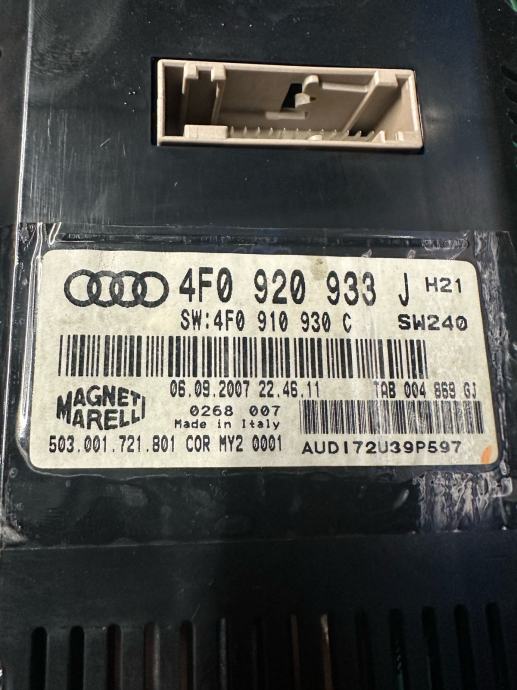 4F0 920 933 J H21
SW:4F0 910 930 C SW240
06.09.2007 22.46.11 TAB 004 869 GJ
MAGNETI MARELLI
0268 007
Made in Italy
503.001.721.801 COR MY2 0001 AUDI72U39P597